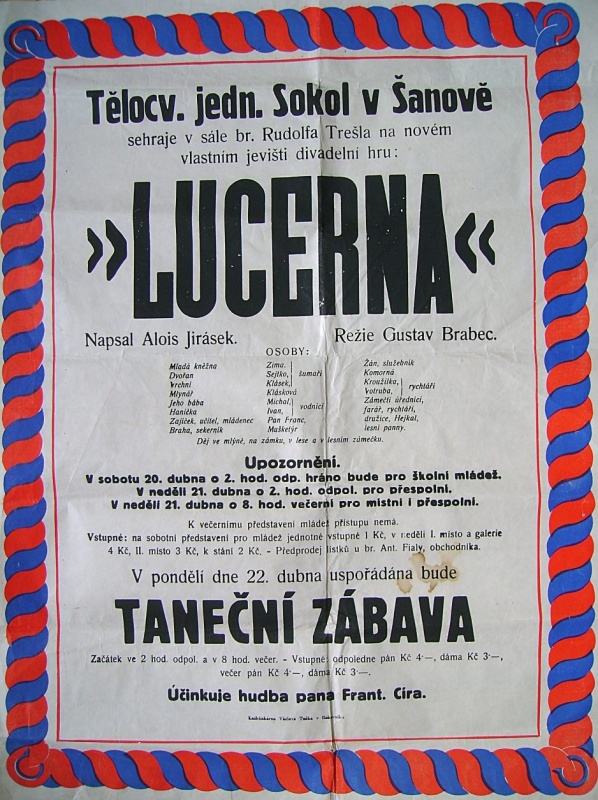 Tělocv. jedn. Sokol v Šanově
sehraje v sále br. Rudolfa Trešla na novém
vlastním jevišti divadelní hru:
»LUCERNA«
Napsal Alois Jirásek. Režie Gustav Brabec.
OSOBY:
Mladá kněžna
Dvořan
Vrchní
Mlynář
Jeho bába
Hanička
Zajíček, učitel, mládenec
Braha, sekerník
Zima,
Sejtko, šumaři
Klásek,
Klásková
Michal,
Ivan, vodníci
Pan Franc,
Mušketýr
Žán, služebník
Komorná
Kroužilka,
Votruba, rychtáři
Zámečtí úředníci,
farář, rychtáři,
družice, Hejkal,
lesní panny.
Děj ve mlýně, na zámku, v lese a v lesním zámečku.
Upozornění.
V sobotu 20. dubna o 2. hod. odp. hráno bude pro školní mládež.
V neděli 21. dubna o 2. hod. odpol. pro přespolní.
V neděli 21. dubna o 8. hod. večerní pro místní i přespolní.
K večernímu představení mládež přístupu nemá.
Vstupné: na sobotní představení pro mládež jednotné vstupné 1 Kč, v neděli I. místo a galerie
4 Kč, II. místo 3 Kč, k stání 2 Kč. - Předprodej lístků u br. Ant. Fialy, obchodníka.
V pondělí dne 22. dubna uspořádána bude
TANEČNÍ ZÁBAVA
Začátek ve 2 hod. odpol. a v 8 hod. večer. - Vstupné: odpoledne pán Kč 4·—, dáma Kč 3·—,
večer pán Kč 4·—, dáma Kč 3·—.
Účinkuje hudba pana Frant. Círa.
Knihtiskárna Václava Tuška v Rakovníku.